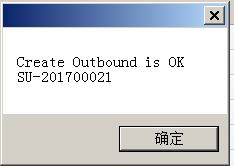 Create Outbound is OK
SU-201700021
确定